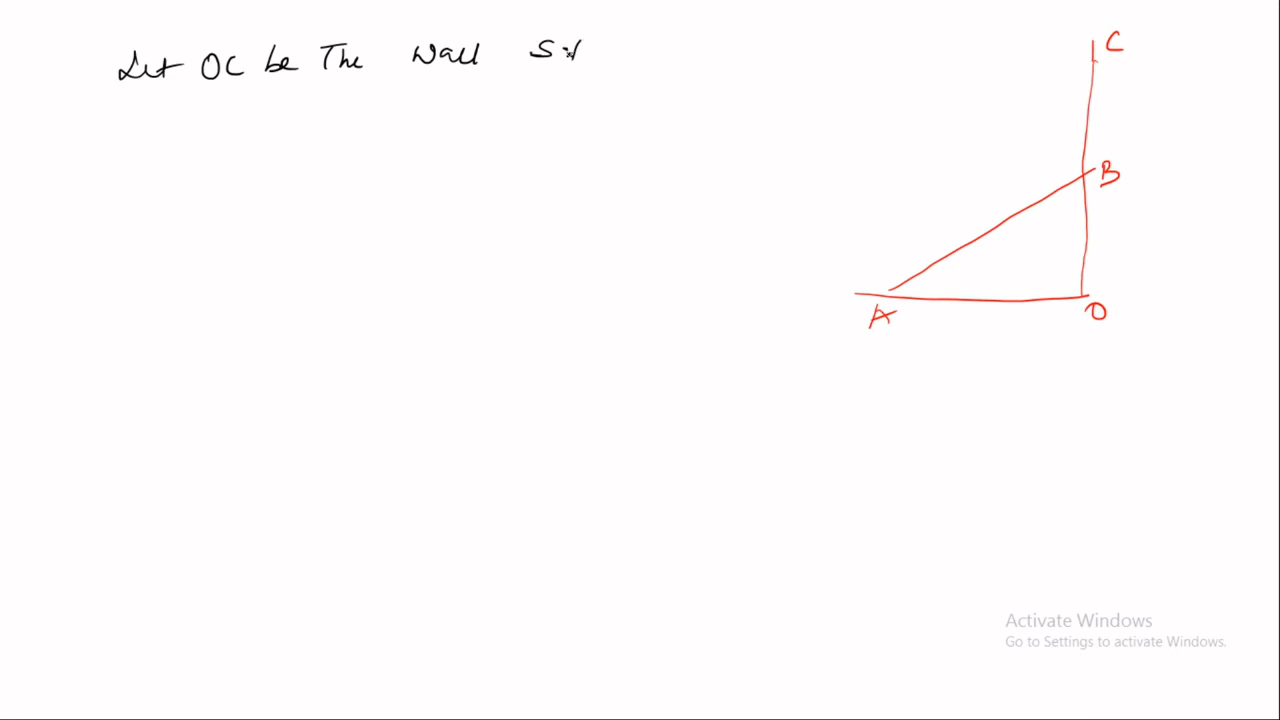 Let OC be The Wall
C
B
A
O
Activate Windows
Go to Settings to activate Windows.